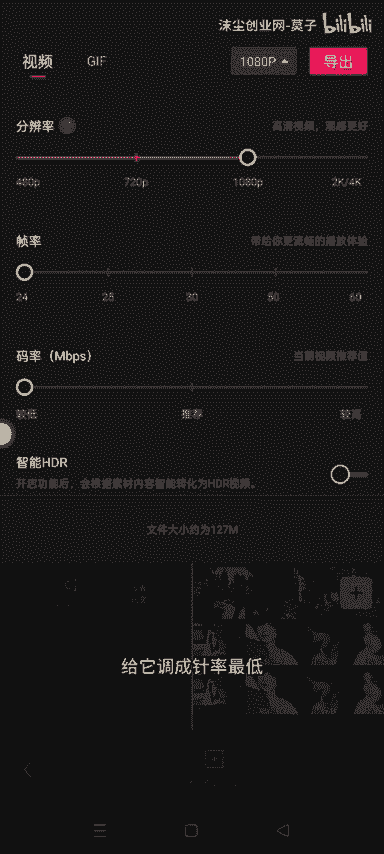 沫尘创业网-莫子 bilibili
视频 GIF 1080P 导出
分辨率 高清视频，观感更好
480p 720p 1080p 2K/4K
帧率 带给你更流畅的播放体验
24 25 30 50 60
码率（Mbps） 当前视频推荐值
较低 推荐 较高
智能HDR
开启功能后，会根据素材内容智能转化为HDR视频。
文件大小约为127M
给它调成针率最低